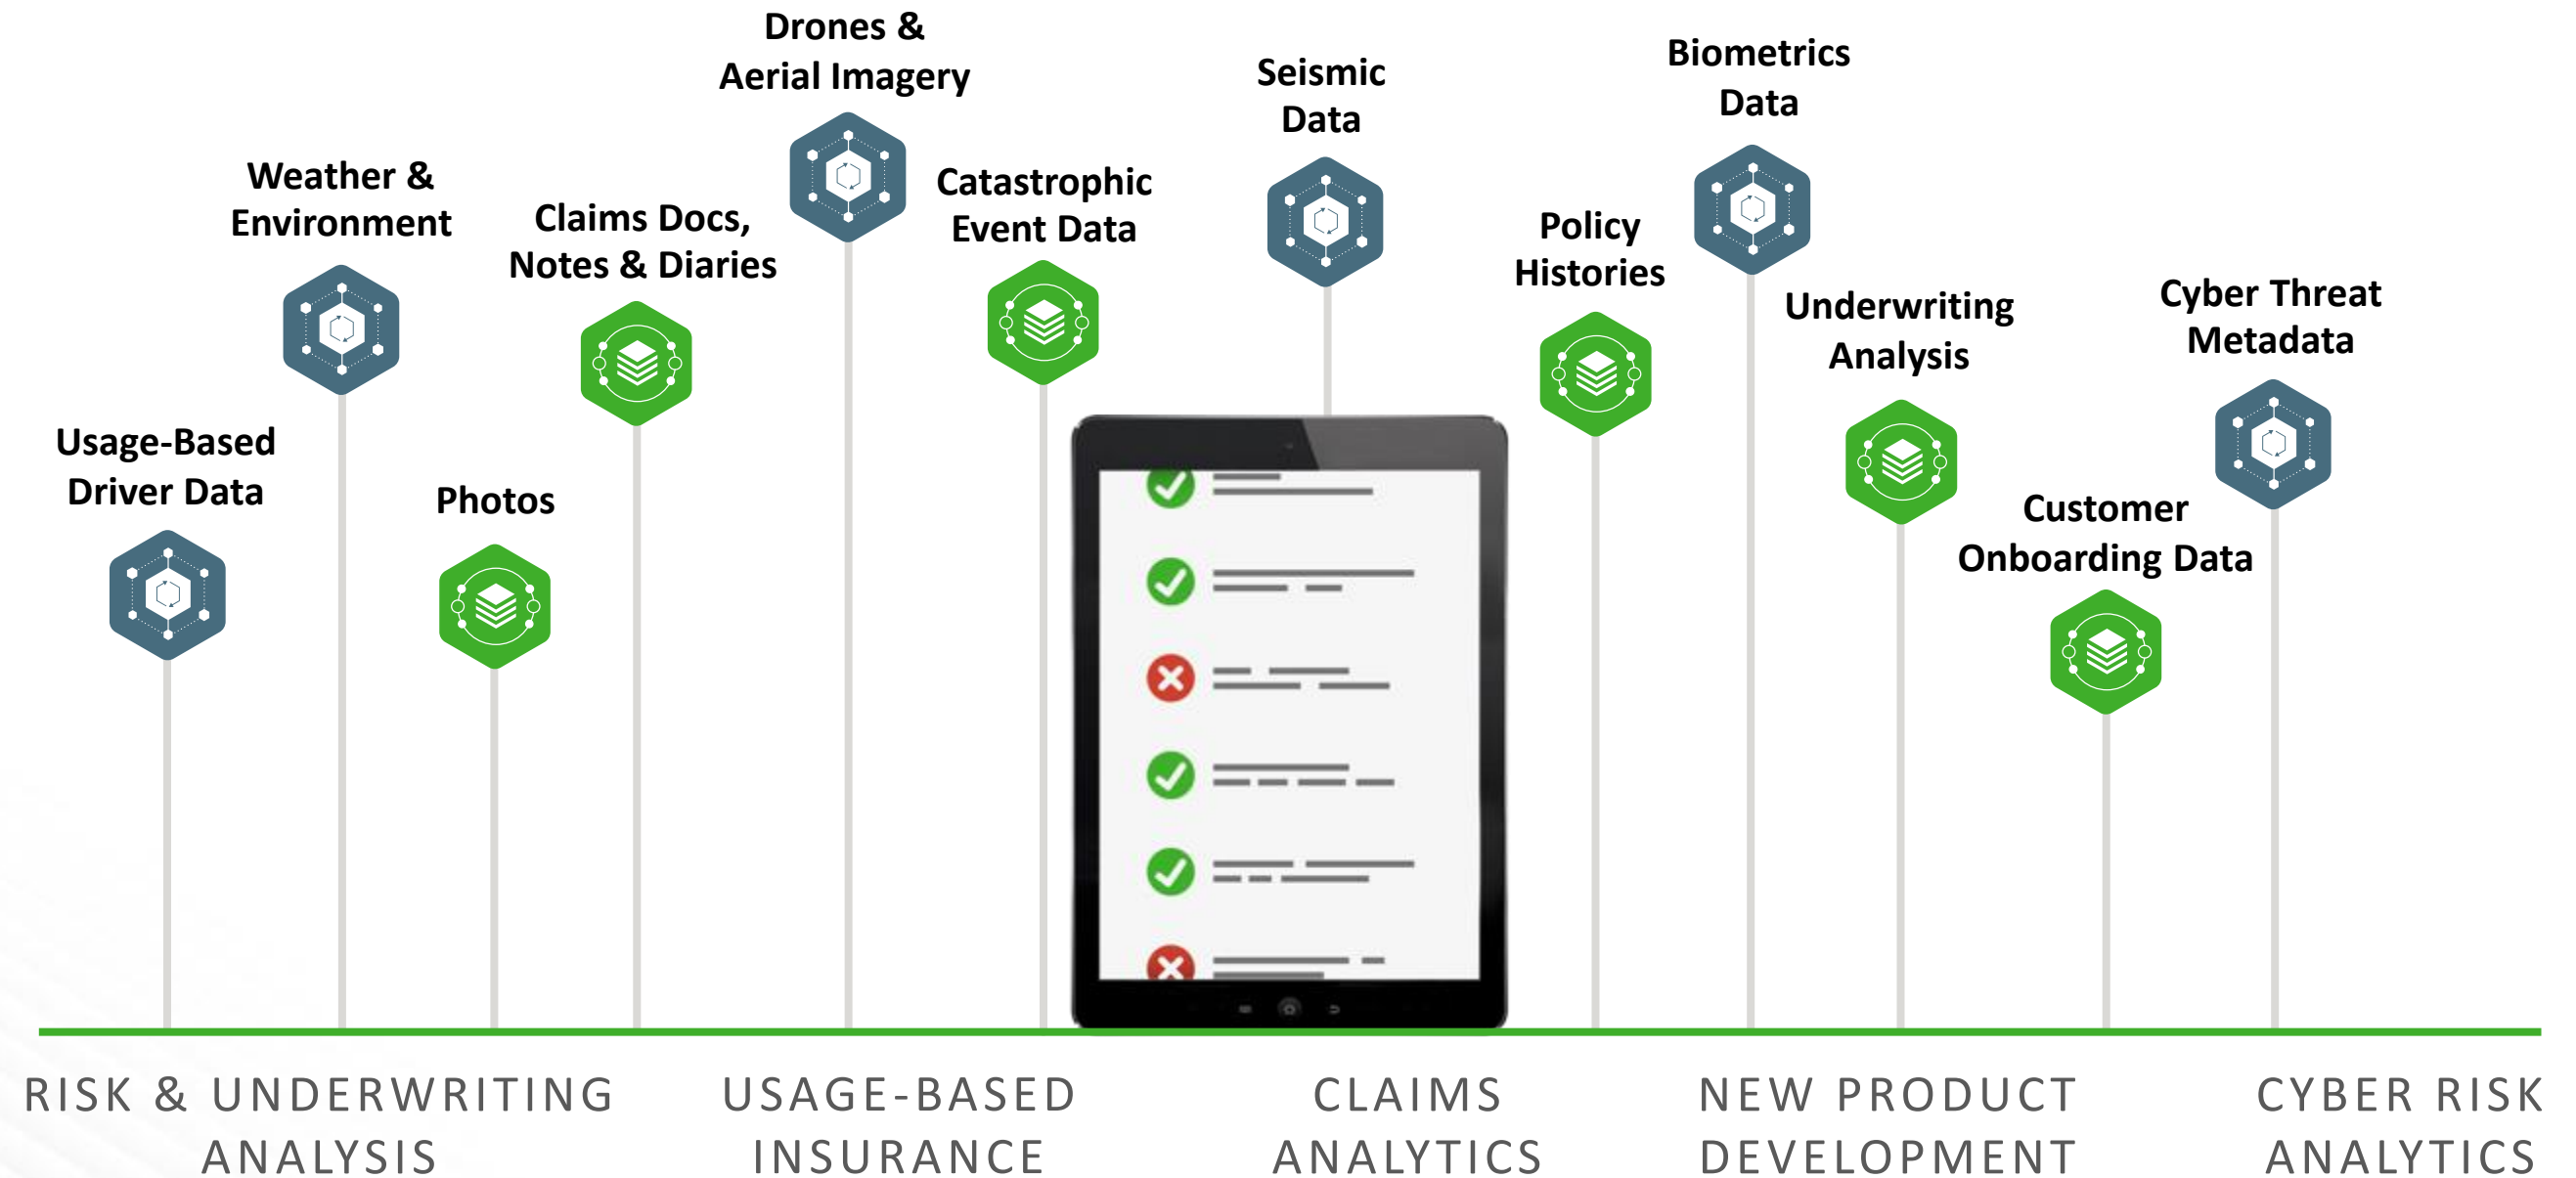 Drones &
Aerial Imagery
Seismic
Data
Biometrics
Data
Weather &
Environment
Claims Docs,
Notes & Diaries
Catastrophic
Event Data
Policy
Histories
Underwriting
Analysis
Cyber Threat
Metadata
Usage-Based
Driver Data
Photos
Customer
Onboarding Data
RISK & UNDERWRITING
ANALYSIS
USAGE-BASED
INSURANCE
CLAIMS
ANALYTICS
NEW PRODUCT
DEVELOPMENT
CYBER RISK
ANALYTICS